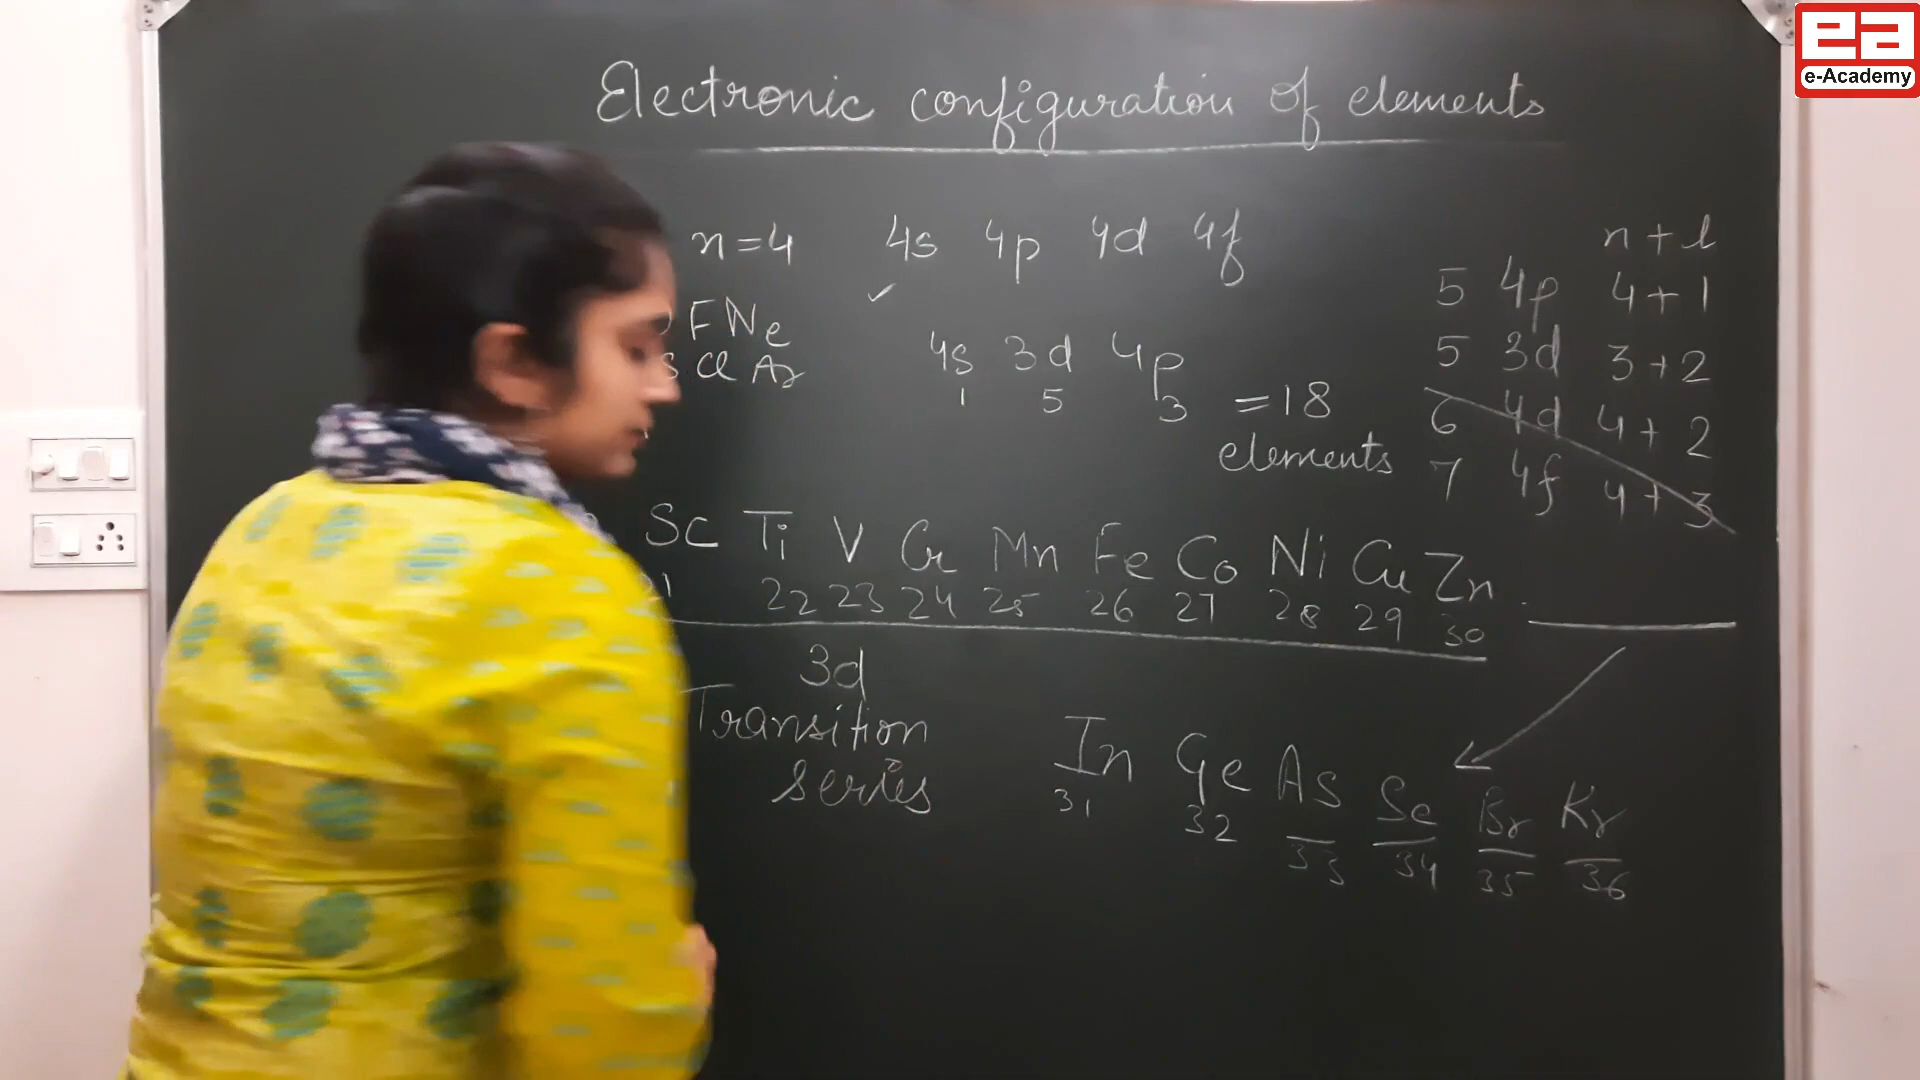 ea
e-Academy
Electronic configuration of elements
n=4 4s 4p 4d 4f
n + l
5 4p 4+1
F Ne
S Cl Ar
4s 3d 4p
5 3d 3+2
1 5 3 =18
elements
6 4d 4+2
7 4f 4+3
Sc Ti V Cr Mn Fe Co Ni Cu Zn
21 22 23 24 25 26 27 28 29 30
3d
Transition
series
In Ge As Se Br Kr
31 32 33 34 35 36